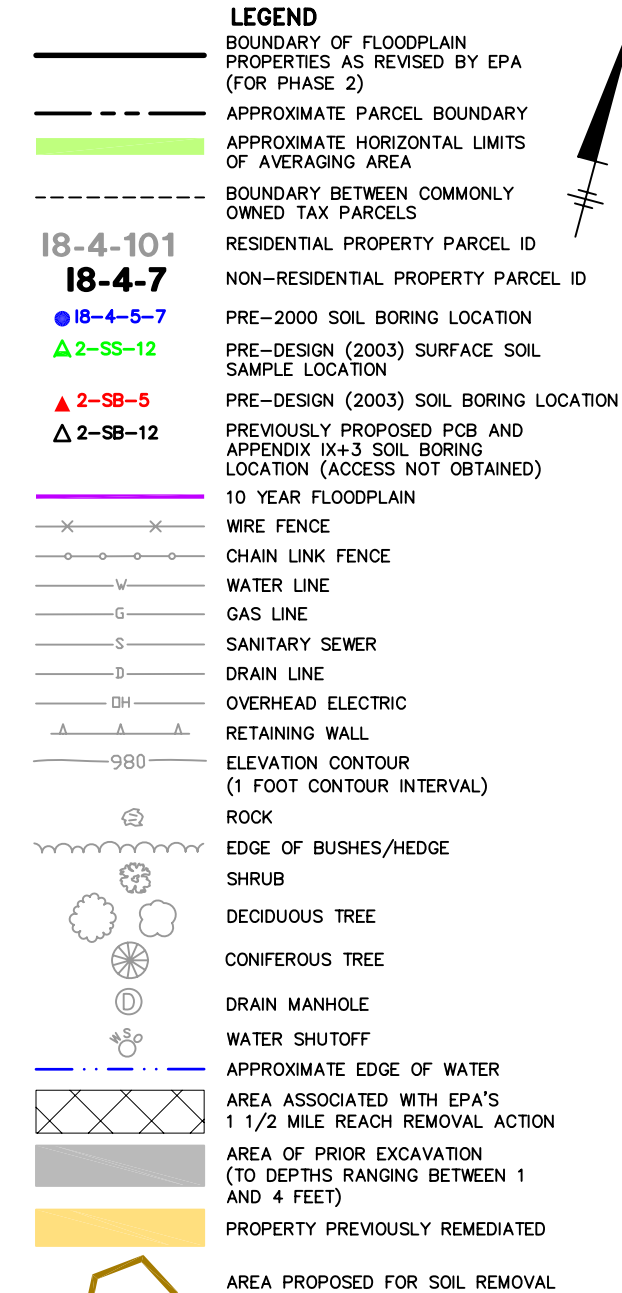 LEGEND
BOUNDARY OF FLOODPLAIN
PROPERTIES AS REVISED BY EPA
(FOR PHASE 2)
APPROXIMATE PARCEL BOUNDARY
APPROXIMATE HORIZONTAL LIMITS
OF AVERAGING AREA
BOUNDARY BETWEEN COMMONLY
OWNED TAX PARCELS
I8-4-101 RESIDENTIAL PROPERTY PARCEL ID
I8-4-7 NON-RESIDENTIAL PROPERTY PARCEL ID
I8-4-5-7 PRE-2000 SOIL BORING LOCATION
2-SS-12 PRE-DESIGN (2003) SURFACE SOIL
SAMPLE LOCATION
2-SB-5 PRE-DESIGN (2003) SOIL BORING LOCATION
2-SB-12 PREVIOUSLY PROPOSED PCB AND
APPENDIX IX+3 SOIL BORING
LOCATION (ACCESS NOT OBTAINED)
10 YEAR FLOODPLAIN
WIRE FENCE
CHAIN LINK FENCE
W WATER LINE
G GAS LINE
S SANITARY SEWER
D DRAIN LINE
OH OVERHEAD ELECTRIC
RETAINING WALL
980 ELEVATION CONTOUR
(1 FOOT CONTOUR INTERVAL)
ROCK
EDGE OF BUSHES/HEDGE
SHRUB
DECIDUOUS TREE
CONIFEROUS TREE
D DRAIN MANHOLE
WSO WATER SHUTOFF
APPROXIMATE EDGE OF WATER
AREA ASSOCIATED WITH EPA'S
1 1/2 MILE REACH REMOVAL ACTION
AREA OF PRIOR EXCAVATION
(TO DEPTHS RANGING BETWEEN 1
AND 4 FEET)
PROPERTY PREVIOUSLY REMEDIATED
AREA PROPOSED FOR SOIL REMOVAL